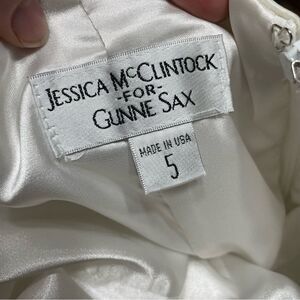 JESSICA McCLINTOCK
-FOR-
GUNNE SAX
MADE IN USA
5